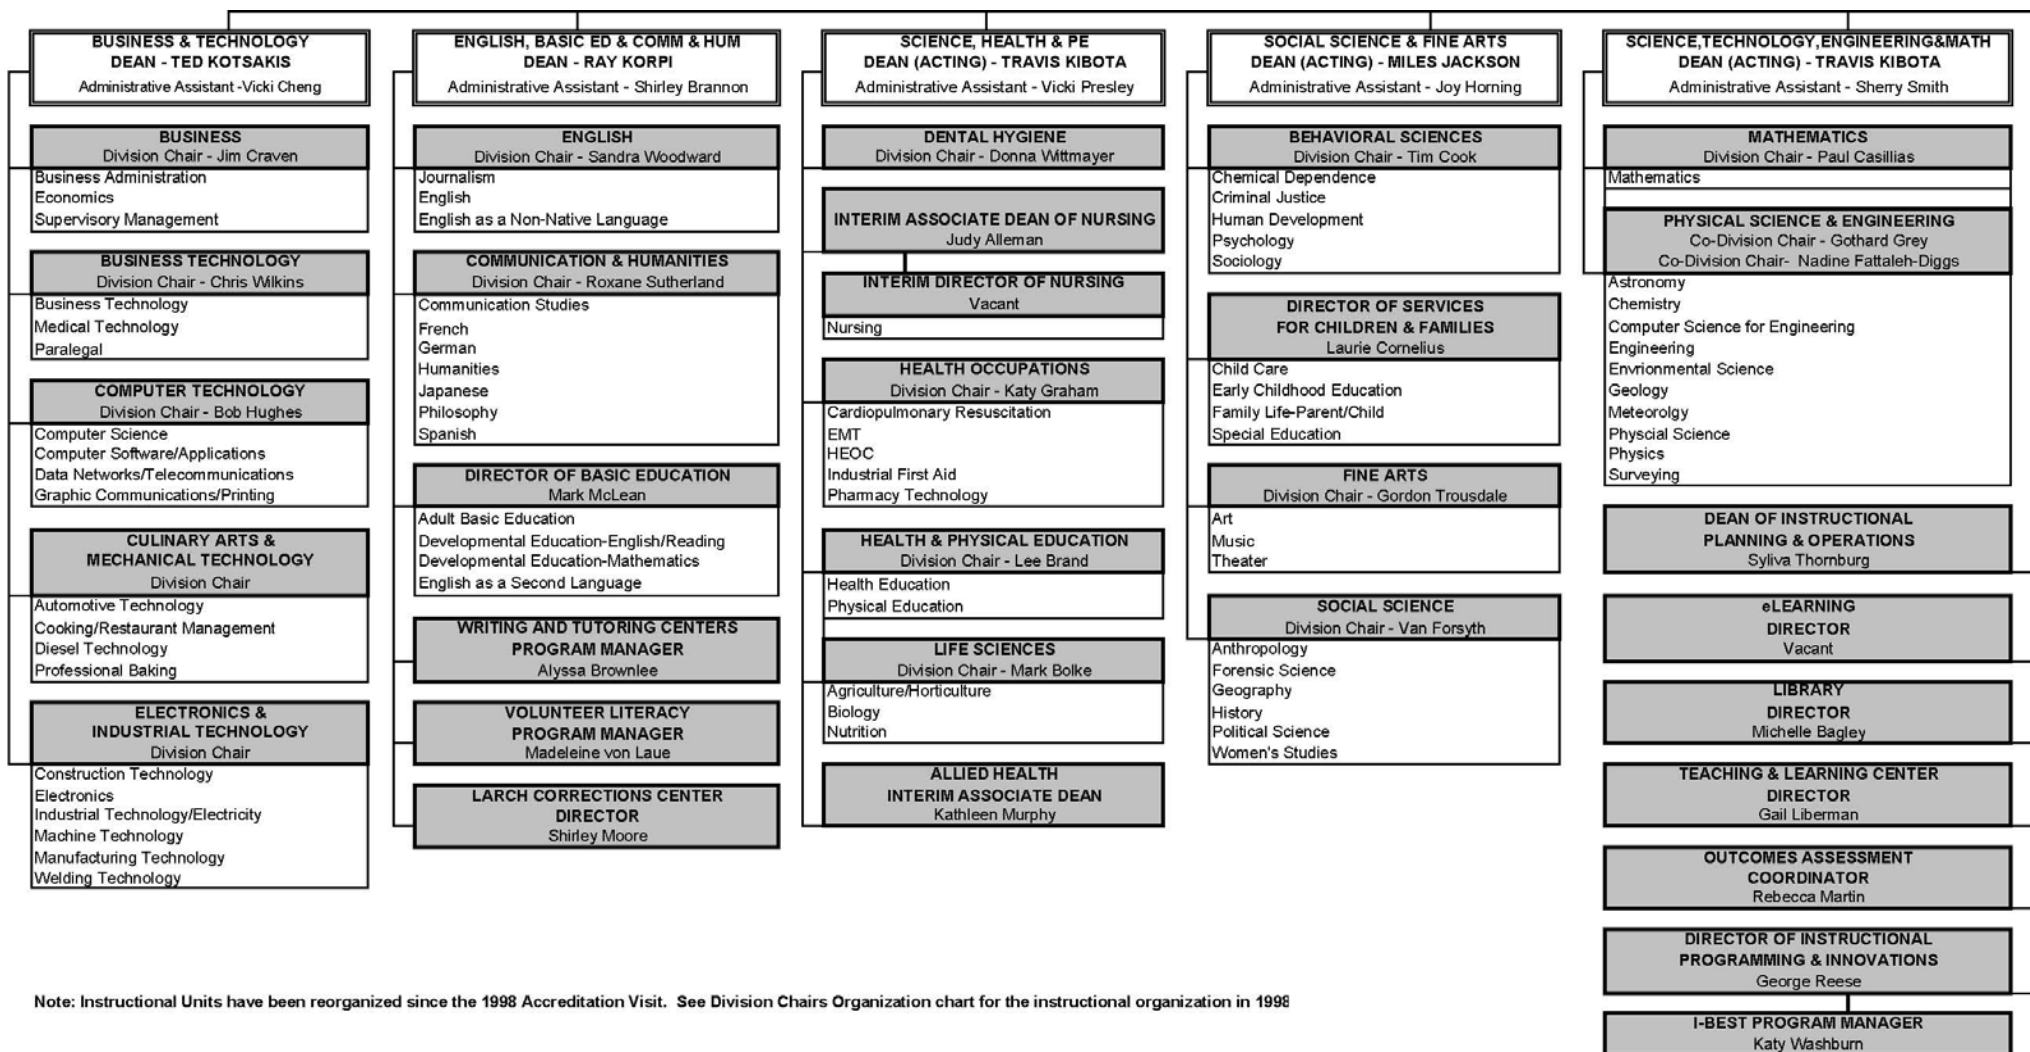 BUSINESS & TECHNOLOGY
DEAN - TED KOTSAKIS
Administrative Assistant -Vicki Cheng
BUSINESS
Division Chair - Jim Craven
Business Administration
Economics
Supervisory Management
BUSINESS TECHNOLOGY
Division Chair - Chris Wilkins
Business Technology
Medical Technology
Paralegal
COMPUTER TECHNOLOGY
Division Chair - Bob Hughes
Computer Science
Computer Software/Applications
Data Networks/Telecommunications
Graphic Communications/Printing
CULINARY ARTS &
MECHANICAL TECHNOLOGY
Division Chair
Automotive Technology
Cooking/Restaurant Management
Diesel Technology
Professional Baking
ELECTRONICS &
INDUSTRIAL TECHNOLOGY
Division Chair
Construction Technology
Electronics
Industrial Technology/Electricity
Machine Technology
Manufacturing Technology
Welding Technology
ENGLISH, BASIC ED & COMM & HUM
DEAN - RAY KORPI
Administrative Assistant - Shirley Brannon
ENGLISH
Division Chair - Sandra Woodward
Journalism
English
English as a Non-Native Language
COMMUNICATION & HUMANITIES
Division Chair - Roxane Sutherland
Communication Studies
French
German
Humanities
Japanese
Philosophy
Spanish
DIRECTOR OF BASIC EDUCATION
Mark McLean
Adult Basic Education
Developmental Education-English/Reading
Developmental Education-Mathematics
English as a Second Language
WRITING AND TUTORING CENTERS
PROGRAM MANAGER
Alyssa Brownlee
VOLUNTEER LITERACY
PROGRAM MANAGER
Madeleine von Laue
LARCH CORRECTIONS CENTER
DIRECTOR
Shirley Moore
SCIENCE, HEALTH & PE
DEAN (ACTING) - TRAVIS KIBOTA
Administrative Assistant - Vicki Presley
DENTAL HYGIENE
Division Chair - Donna Wittmayer
INTERIM ASSOCIATE DEAN OF NURSING
Judy Alleman
INTERIM DIRECTOR OF NURSING
Vacant
Nursing
HEALTH OCCUPATIONS
Division Chair - Katy Graham
Cardiopulmonary Resuscitation
EMT
HEOC
Industrial First Aid
Pharmacy Technology
HEALTH & PHYSICAL EDUCATION
Division Chair - Lee Brand
Health Education
Physical Education
LIFE SCIENCES
Division Chair - Mark Bolke
Agriculture/Horticulture
Biology
Nutrition
ALLIED HEALTH
INTERIM ASSOCIATE DEAN
Kathleen Murphy
SOCIAL SCIENCE & FINE ARTS
DEAN (ACTING) - MILES JACKSON
Administrative Assistant - Joy Horning
BEHAVIORAL SCIENCES
Division Chair - Tim Cook
Chemical Dependence
Criminal Justice
Human Development
Psychology
Sociology
DIRECTOR OF SERVICES
FOR CHILDREN & FAMILIES
Laurie Cornelius
Child Care
Early Childhood Education
Family Life-Parent/Child
Special Education
FINE ARTS
Division Chair - Gordon Trousdale
Art
Music
Theater
SOCIAL SCIENCE
Division Chair - Van Forsyth
Anthropology
Forensic Science
Geography
History
Political Science
Women's Studies
SCIENCE,TECHNOLOGY,ENGINEERING&MATH
DEAN (ACTING) - TRAVIS KIBOTA
Administrative Assistant - Sherry Smith
MATHEMATICS
Division Chair - Paul Casillias
Mathematics
PHYSICAL SCIENCE & ENGINEERING
Co-Division Chair - Gothard Grey
Co-Division Chair- Nadine Fattaleh-Diggs
Astronomy
Chemistry
Computer Science for Engineering
Engineering
Envrionmental Science
Geology
Meteorolgy
Physcial Science
Physics
Surveying
DEAN OF INSTRUCTIONAL
PLANNING & OPERATIONS
Syliva Thornburg
eLEARNING
DIRECTOR
Vacant
LIBRARY
DIRECTOR
Michelle Bagley
TEACHING & LEARNING CENTER
DIRECTOR
Gail Liberman
OUTCOMES ASSESSMENT
COORDINATOR
Rebecca Martin
DIRECTOR OF INSTRUCTIONAL
PROGRAMMING & INNOVATIONS
George Reese
I-BEST PROGRAM MANAGER
Katy Washburn
Note: Instructional Units have been reorganized since the 1998 Accreditation Visit. See Division Chairs Organization chart for the instructional organization in 1998